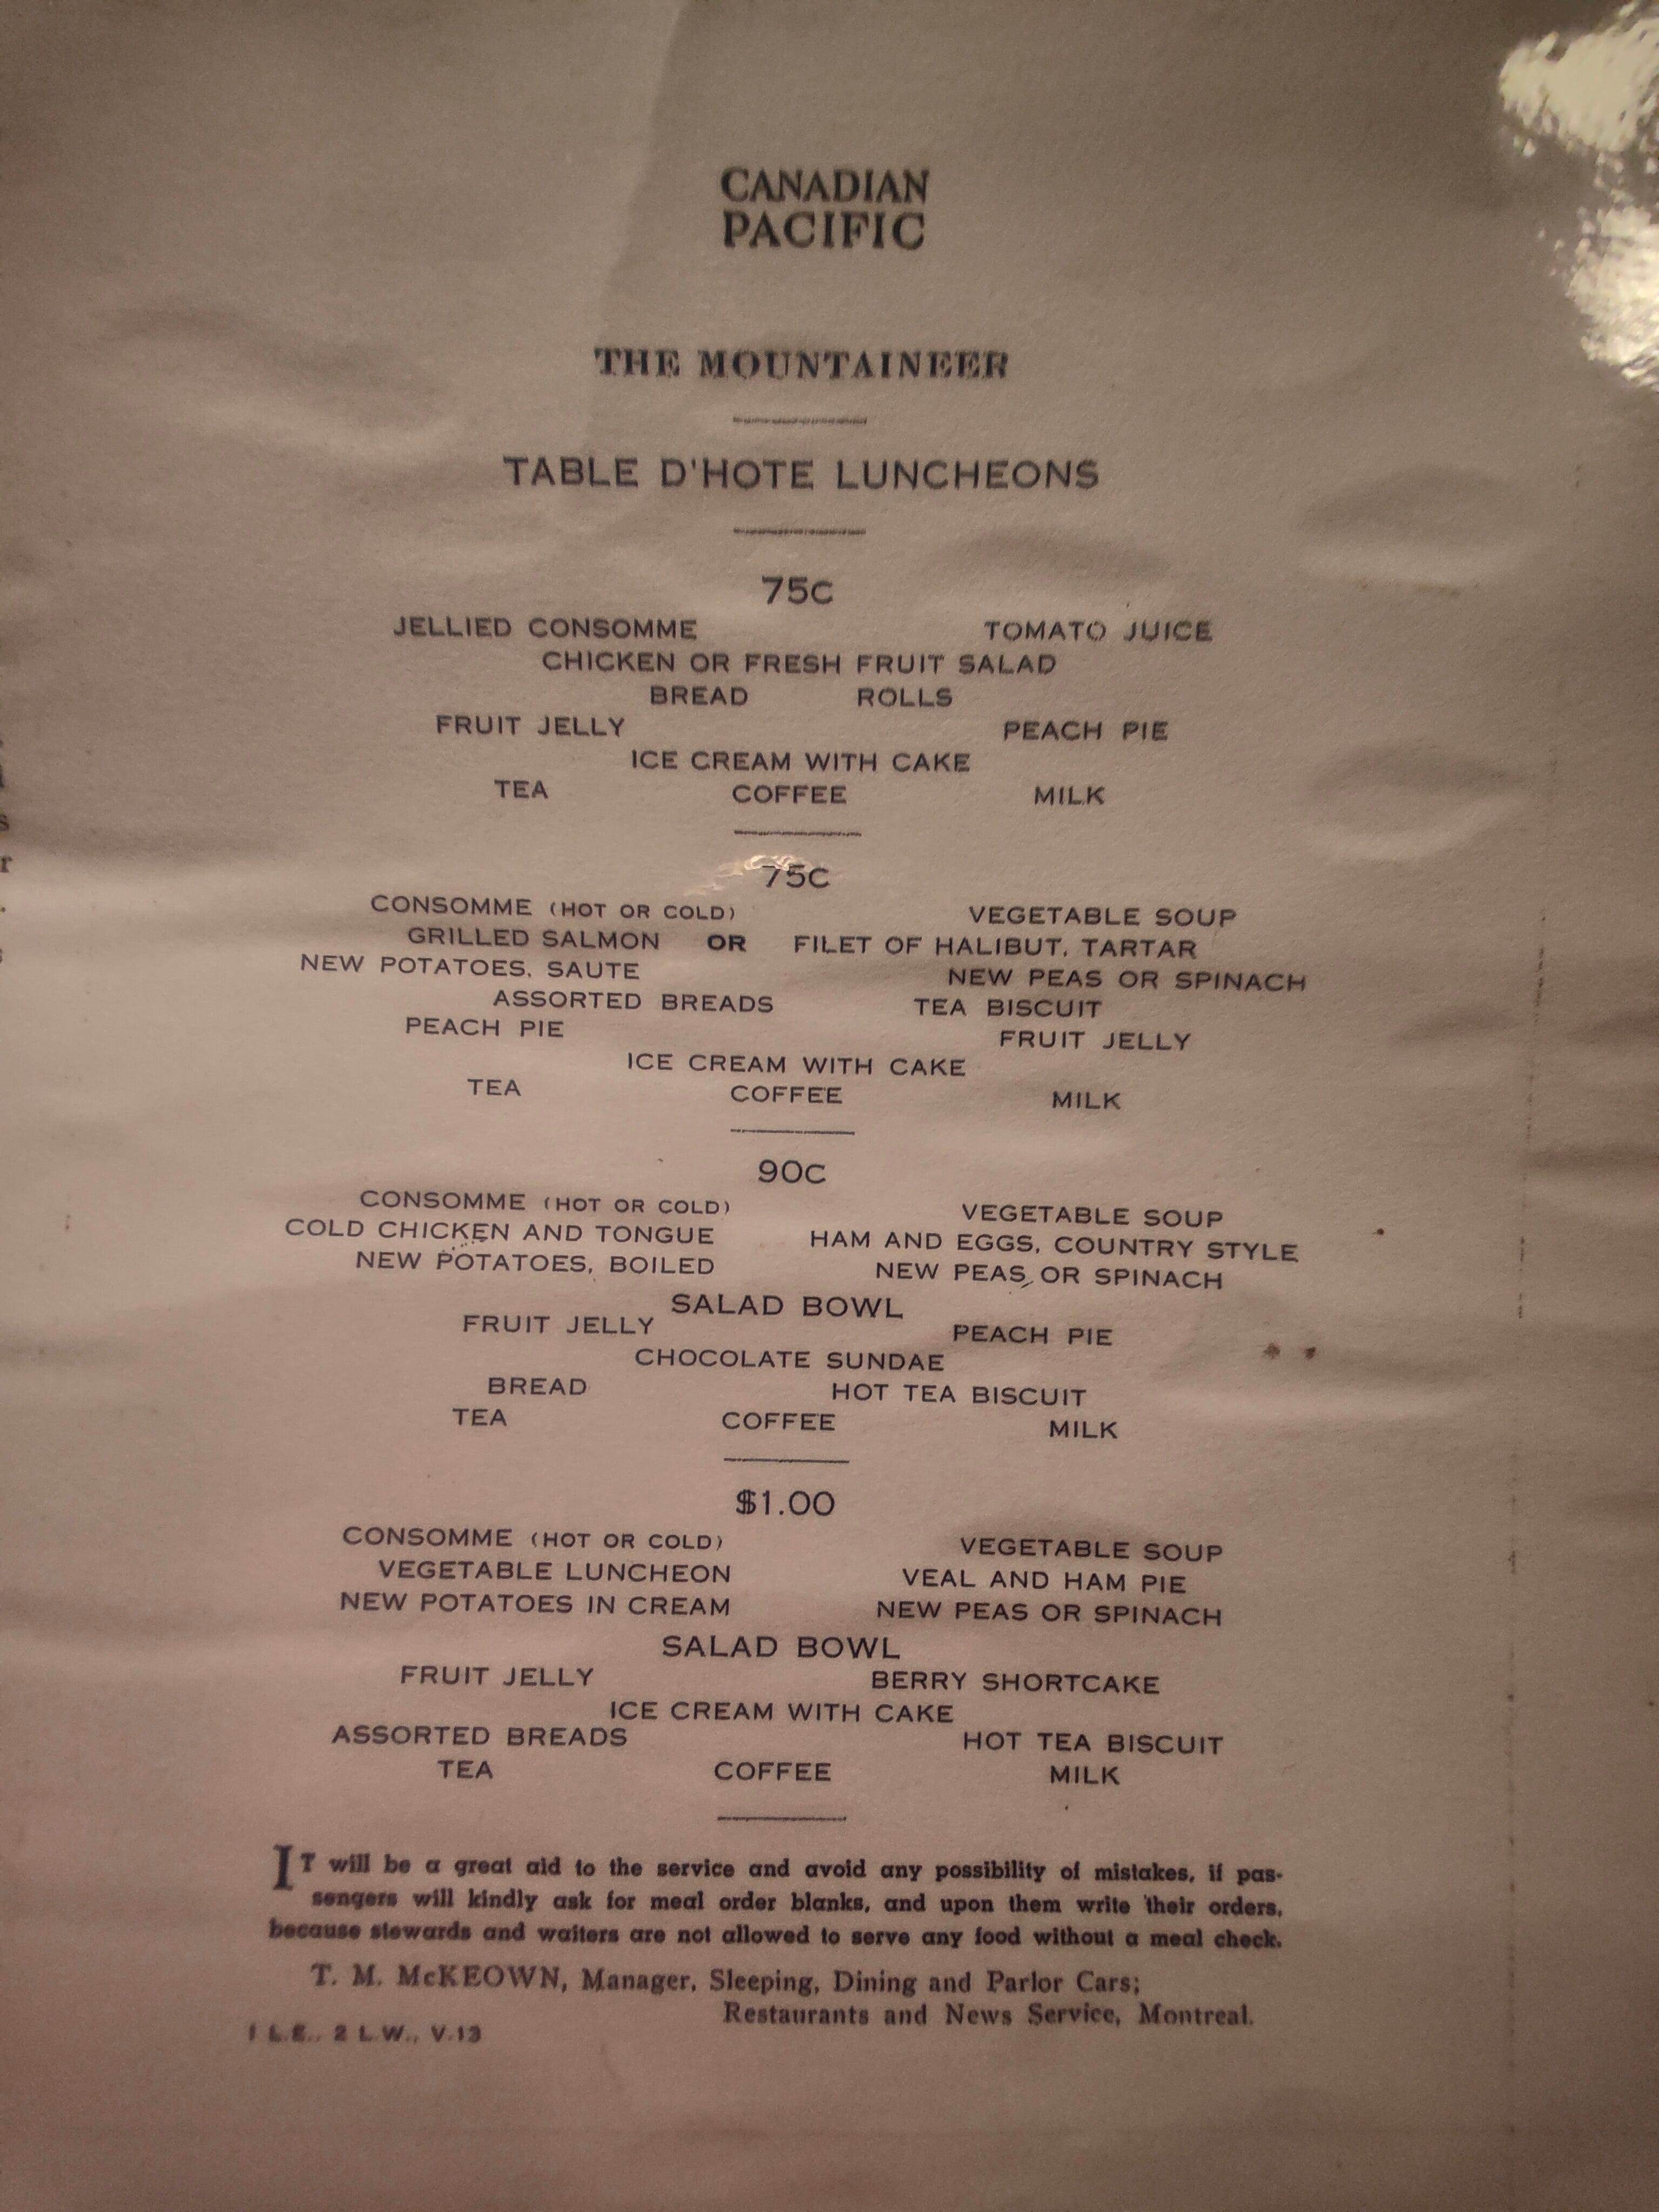 CANADIAN
PACIFIC
THE MOUNTAINEER
TABLE D'HOTE LUNCHEONS
75C
JELLIED CONSOMME TOMATO JUICE
CHICKEN OR FRESH FRUIT SALAD
BREAD ROLLS
FRUIT JELLY PEACH PIE
ICE CREAM WITH CAKE
TEA COFFEE MILK
75C
CONSOMME (HOT OR COLD) VEGETABLE SOUP
GRILLED SALMON OR FILET OF HALIBUT, TARTAR
NEW POTATOES, SAUTE NEW PEAS OR SPINACH
ASSORTED BREADS TEA BISCUIT
PEACH PIE FRUIT JELLY
ICE CREAM WITH CAKE
TEA COFFEE MILK
90C
CONSOMME (HOT OR COLD) VEGETABLE SOUP
COLD CHICKEN AND TONGUE HAM AND EGGS, COUNTRY STYLE
NEW POTATOES, BOILED NEW PEAS OR SPINACH
SALAD BOWL
FRUIT JELLY PEACH PIE
CHOCOLATE SUNDAE
BREAD HOT TEA BISCUIT
TEA COFFEE MILK
$1.00
CONSOMME (HOT OR COLD) VEGETABLE SOUP
VEGETABLE LUNCHEON VEAL AND HAM PIE
NEW POTATOES IN CREAM NEW PEAS OR SPINACH
SALAD BOWL
FRUIT JELLY BERRY SHORTCAKE
ICE CREAM WITH CAKE
ASSORTED BREADS HOT TEA BISCUIT
TEA COFFEE MILK
IT will be a great aid to the service and avoid any possibility of mistakes, if pas-
sengers will kindly ask for meal order blanks, and upon them write their orders,
because stewards and waiters are not allowed to serve any food without a meal check.
T. M. McKEOWN, Manager, Sleeping, Dining and Parlor Cars;
Restaurants and News Service, Montreal.
1 L.E., 2 L.W., V.13